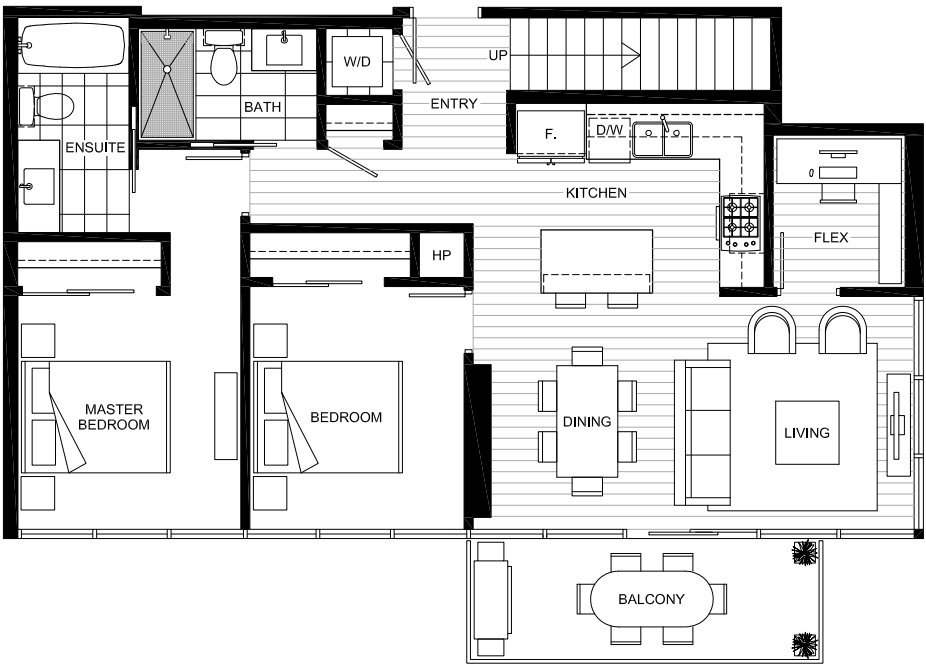 UP
W/D
ENTRY
BATH
F.
D/W
ENSUITE
KITCHEN
FLEX
HP
MASTER
BEDROOM
BEDROOM
DINING
LIVING
BALCONY